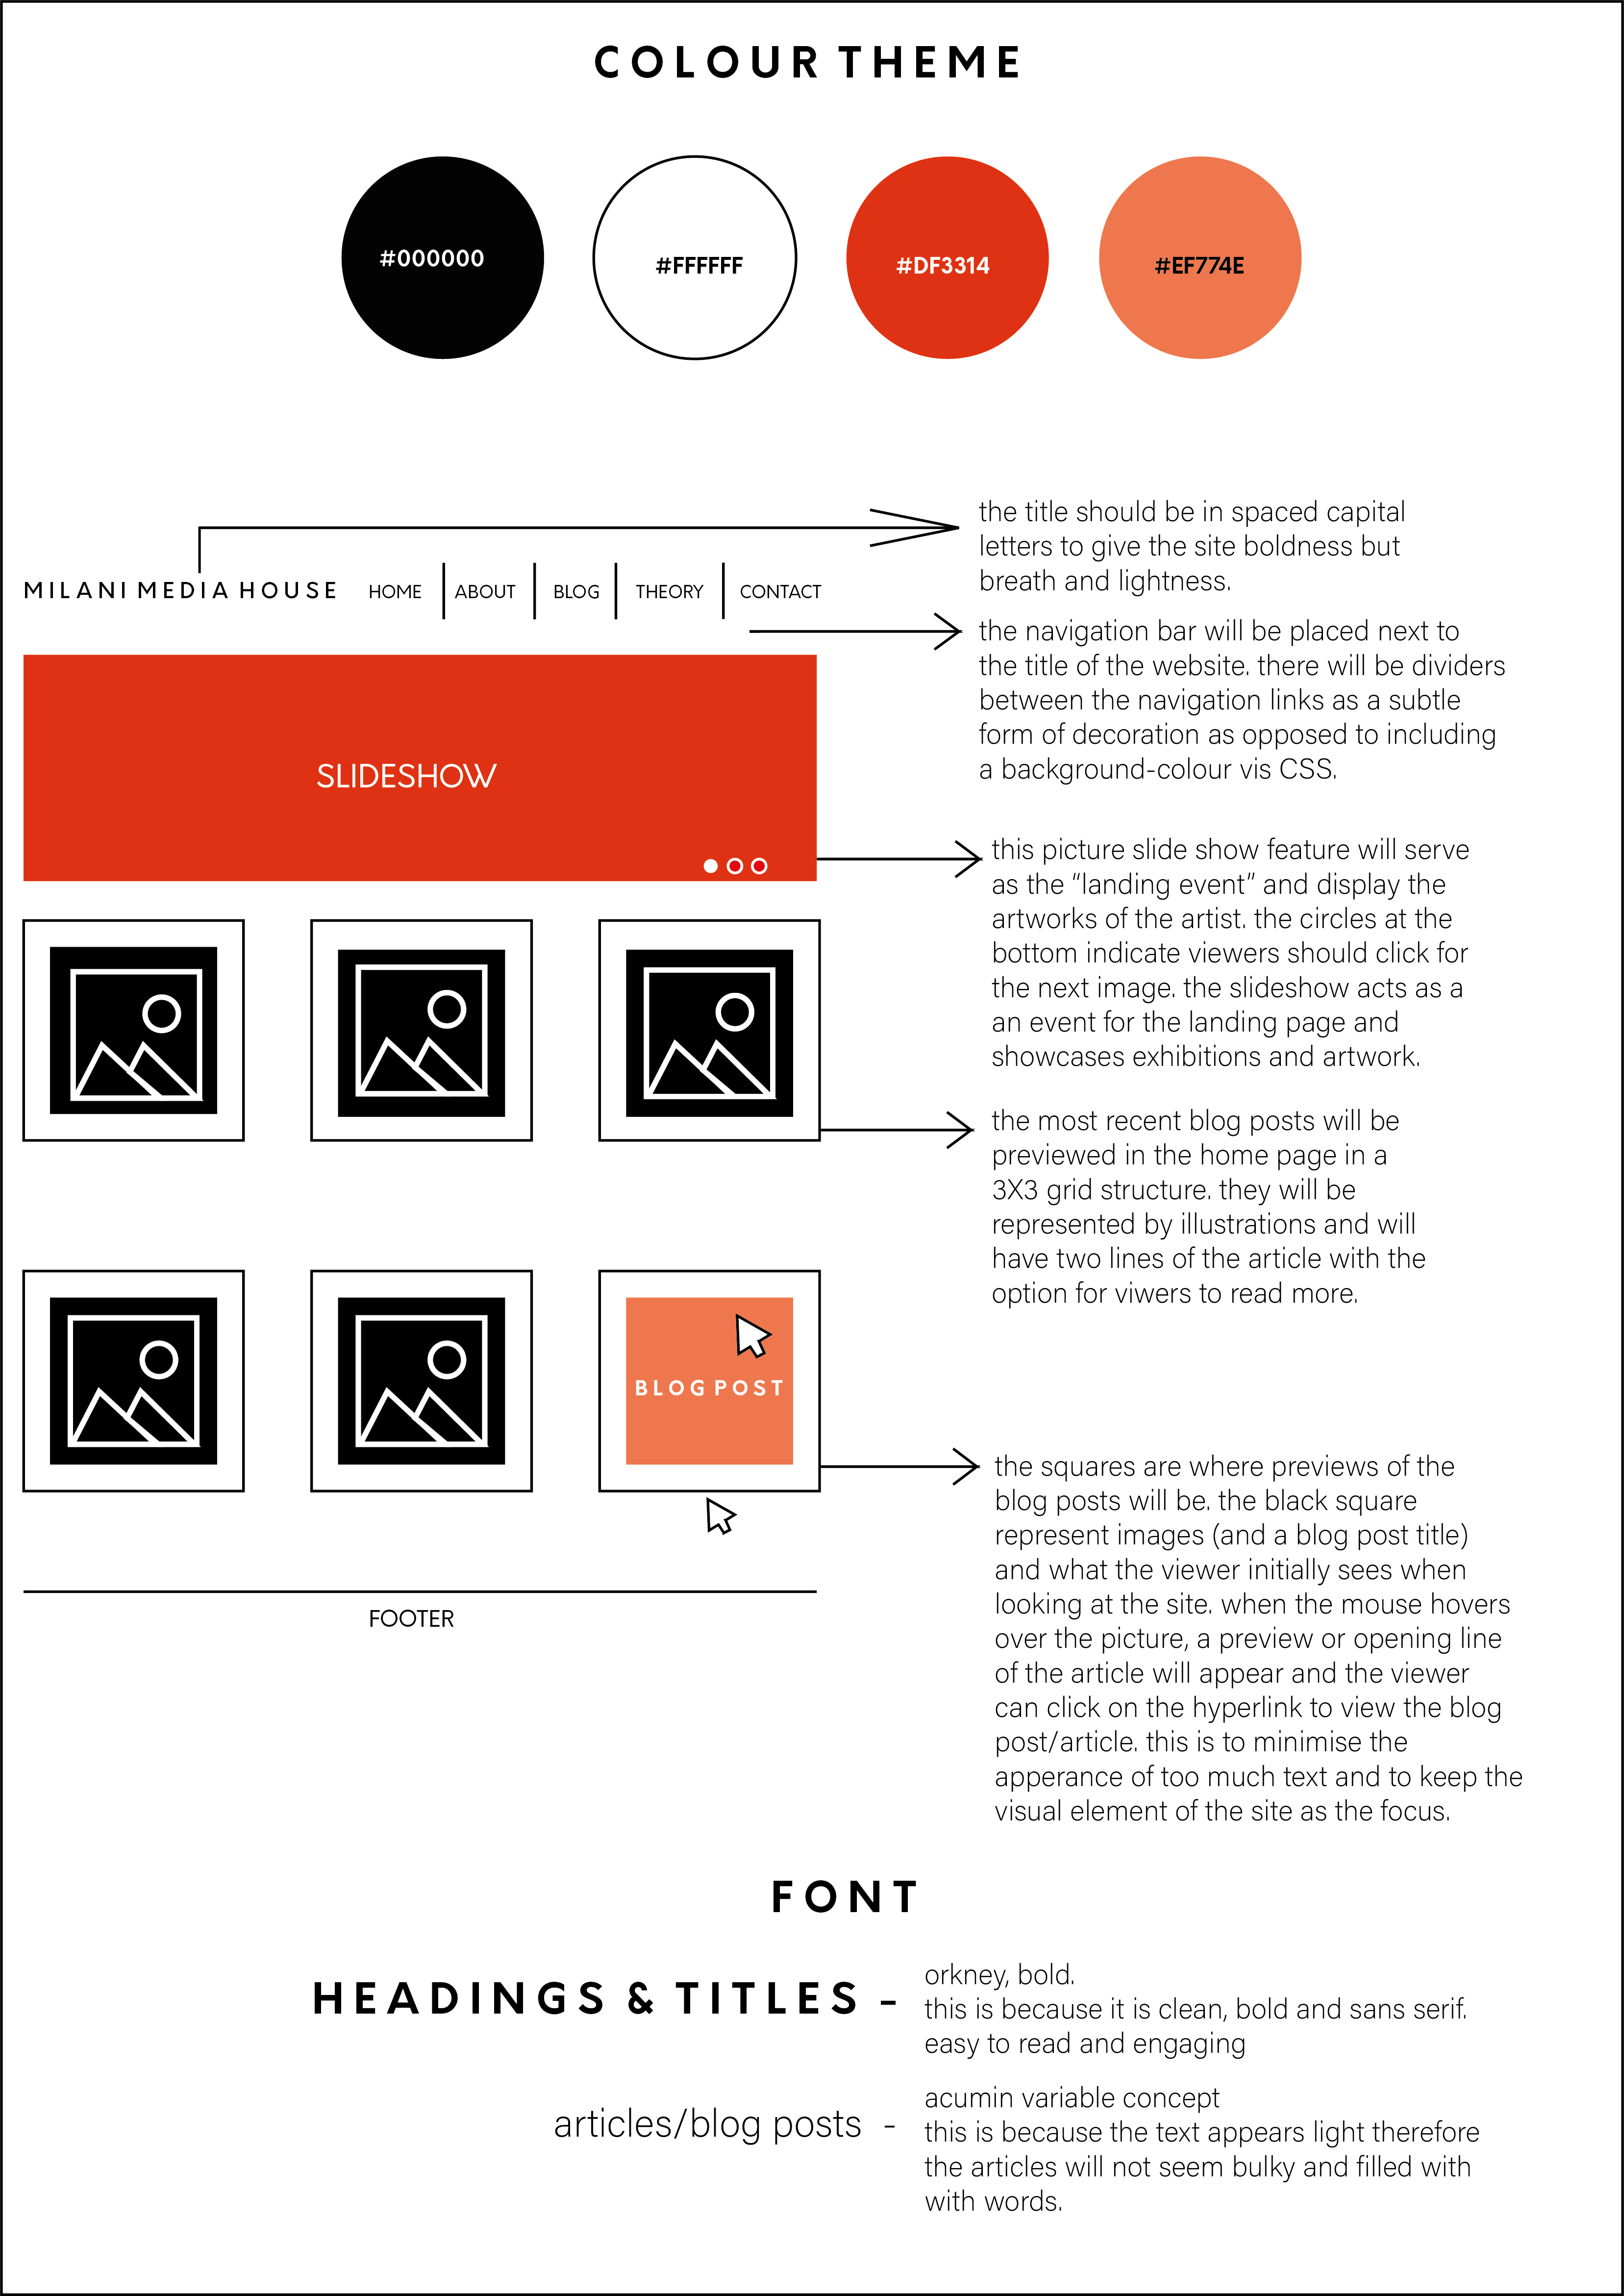 COLOUR THEME
#000000
#FFFFFF
#DF3314
#EF774E
the title should be in spaced capital
letters to give the site boldness but
breath and lightness.
MILANI MEDIA HOUSE
HOME
ABOUT
BLOG
THEORY
CONTACT
the navigation bar will be placed next to
the title of the website. there will be dividers
between the navigation links as a subtle
form of decoration as opposed to including
a background-colour vis CSS.
SLIDESHOW
this picture slide show feature will serve
as the “landing event” and display the
artworks of the artist. the circles at the
bottom indicate viewers should click for
the next image. the slideshow acts as a
an event for the landing page and
showcases exhibitions and artwork.
the most recent blog posts will be
previewed in the home page in a
3X3 grid structure. they will be
represented by illustrations and will
have two lines of the article with the
option for viwers to read more.
BLOG POST
the squares are where previews of the
blog posts will be. the black square
represent images (and a blog post title)
and what the viewer initially sees when
looking at the site. when the mouse hovers
over the picture, a preview or opening line
of the article will appear and the viewer
can click on the hyperlink to view the blog
post/article. this is to minimise the
apperance of too much text and to keep the
visual element of the site as the focus.
FOOTER
FONT
HEADINGS & TITLES -
orkney, bold.
this is because it is clean, bold and sans serif.
easy to read and engaging
articles/blog posts -
acumin variable concept
this is because the text appears light therefore
the articles will not seem bulky and filled with
with words.